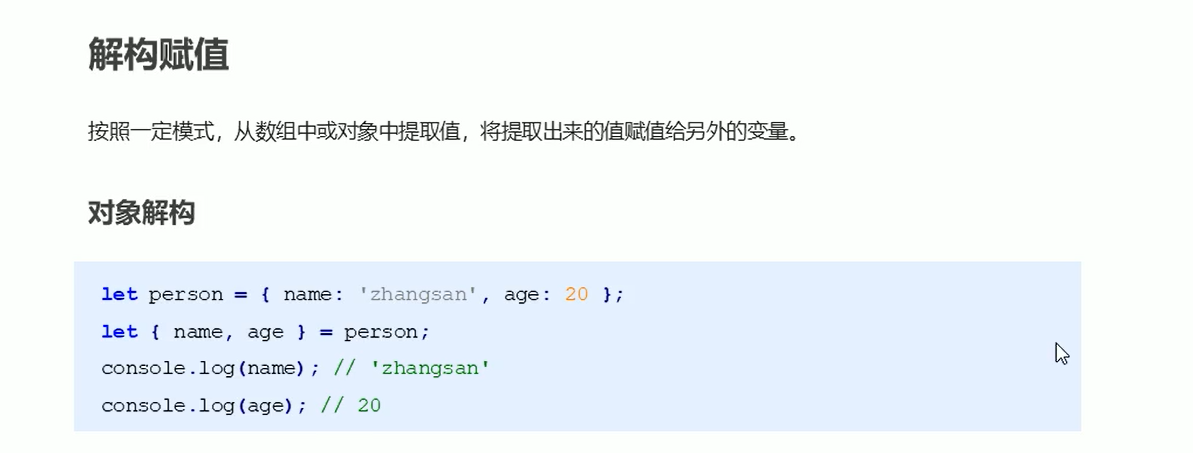 解构赋值
按照一定模式，从数组中或对象中提取值，将提取出来的值赋值给另外的变量。
对象解构
let person = { name: 'zhangsan', age: 20 };
let { name, age } = person;
console.log(name); // 'zhangsan'
console.log(age); // 20